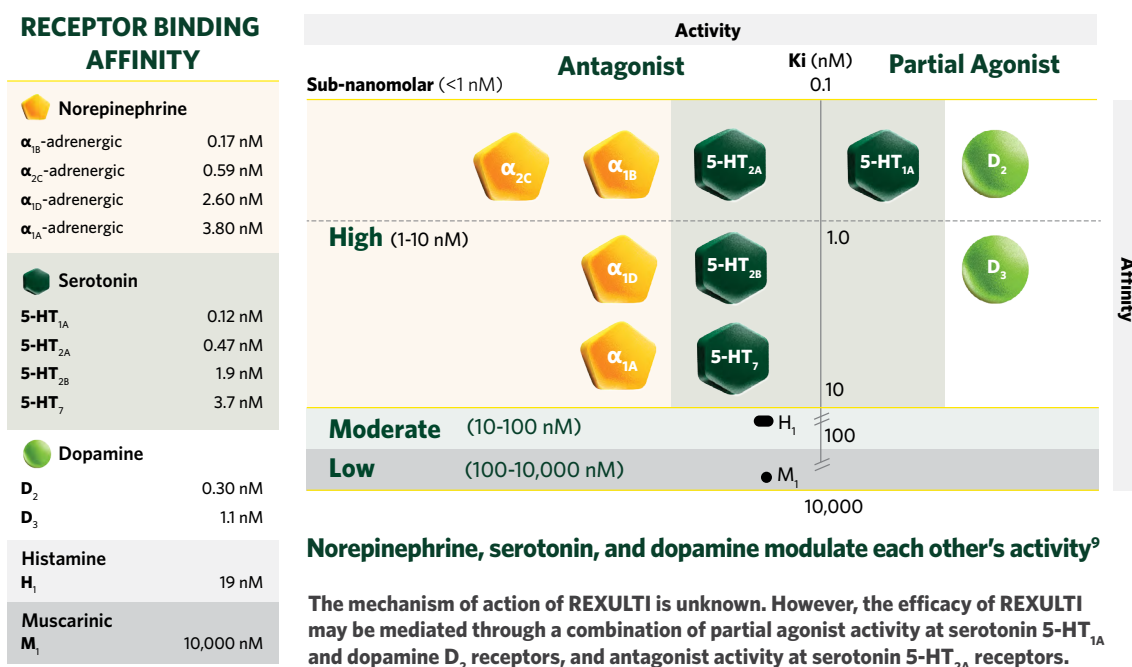 RECEPTOR BINDING
AFFINITY
Norepinephrine
α1B-adrenergic 0.17 nM
α2C-adrenergic 0.59 nM
α1D-adrenergic 2.60 nM
α1A-adrenergic 3.80 nM
Serotonin
5-HT1A 0.12 nM
5-HT2A 0.47 nM
5-HT2B 1.9 nM
5-HT7 3.7 nM
Dopamine
D2 0.30 nM
D3 1.1 nM
Histamine
H1 19 nM
Muscarinic
M1 10,000 nM
Activity
Antagonist Ki (nM) Partial Agonist
Sub-nanomolar (<1 nM) 0.1
α2C α1B 5-HT2A 5-HT1A D2
High (1-10 nM) 1.0
α1D 5-HT2B D3
α1A 5-HT7
10
Moderate (10-100 nM) H1 100
Low (100-10,000 nM) M1
10,000
Affinity
Norepinephrine, serotonin, and dopamine modulate each other's activity9
The mechanism of action of REXULTI is unknown. However, the efficacy of REXULTI
may be mediated through a combination of partial agonist activity at serotonin 5-HT1A
and dopamine D2 receptors, and antagonist activity at serotonin 5-HT2A receptors.